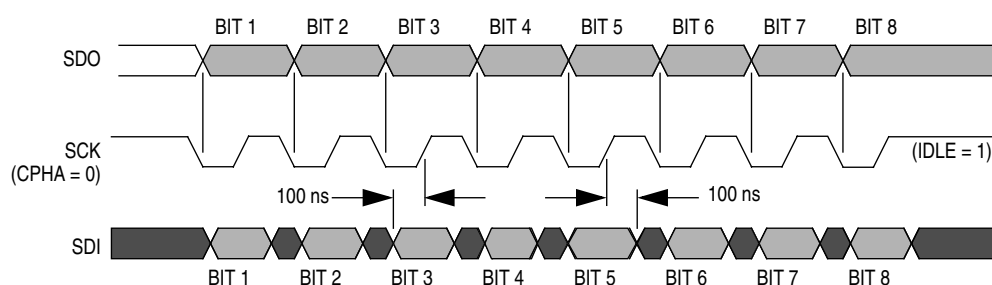 BIT 1 BIT 2 BIT 3 BIT 4 BIT 5 BIT 6 BIT 7 BIT 8
SDO
SCK
(CPHA = 0)
(IDLE = 1)
100 ns
100 ns
SDI
BIT 1 BIT 2 BIT 3 BIT 4 BIT 5 BIT 6 BIT 7 BIT 8